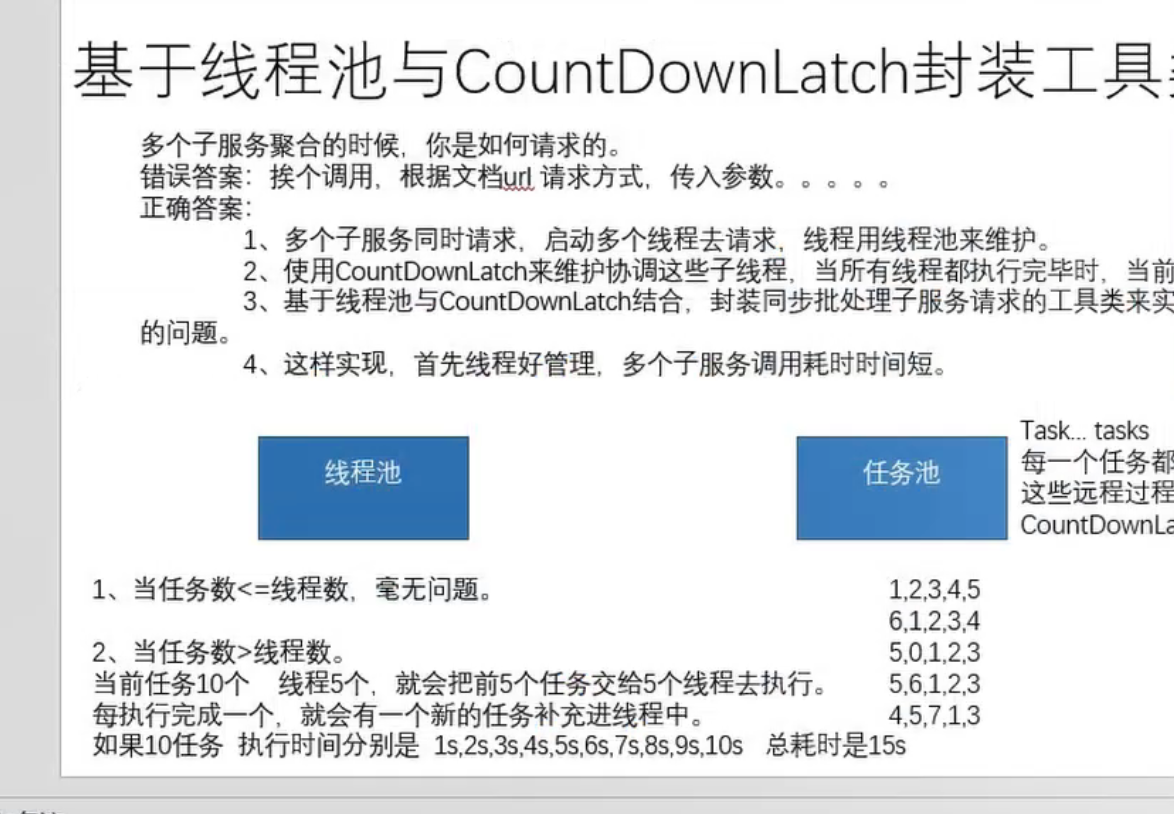 基于线程池与CountDownLatch封装工具
多个子服务聚合的时候，你是如何请求的。
错误答案：挨个调用，根据文档url 请求方式，传入参数。。。。。
正确答案：
1、多个子服务同时请求，启动多个线程去请求，线程用线程池来维护。
2、使用CountDownLatch来维护协调这些子线程，当所有线程都执行完毕时，当前
3、基于线程池与CountDownLatch结合，封装同步批处理子服务请求的工具类来实
的问题。
4、这样实现，首先线程好管理，多个子服务调用耗时时间短。
线程池
任务池
Task... tasks
每一个任务都
这些远程过程
CountDownLa
1、当任务数<=线程数，毫无问题。
2、当任务数>线程数。
当前任务10个 线程5个，就会把前5个任务交给5个线程去执行。
每执行完成一个，就会有一个新的任务补充进线程中。
如果10任务 执行时间分别是 1s,2s,3s,4s,5s,6s,7s,8s,9s,10s 总耗时是15s
1,2,3,4,5
6,1,2,3,4
5,0,1,2,3
5,6,1,2,3
4,5,7,1,3